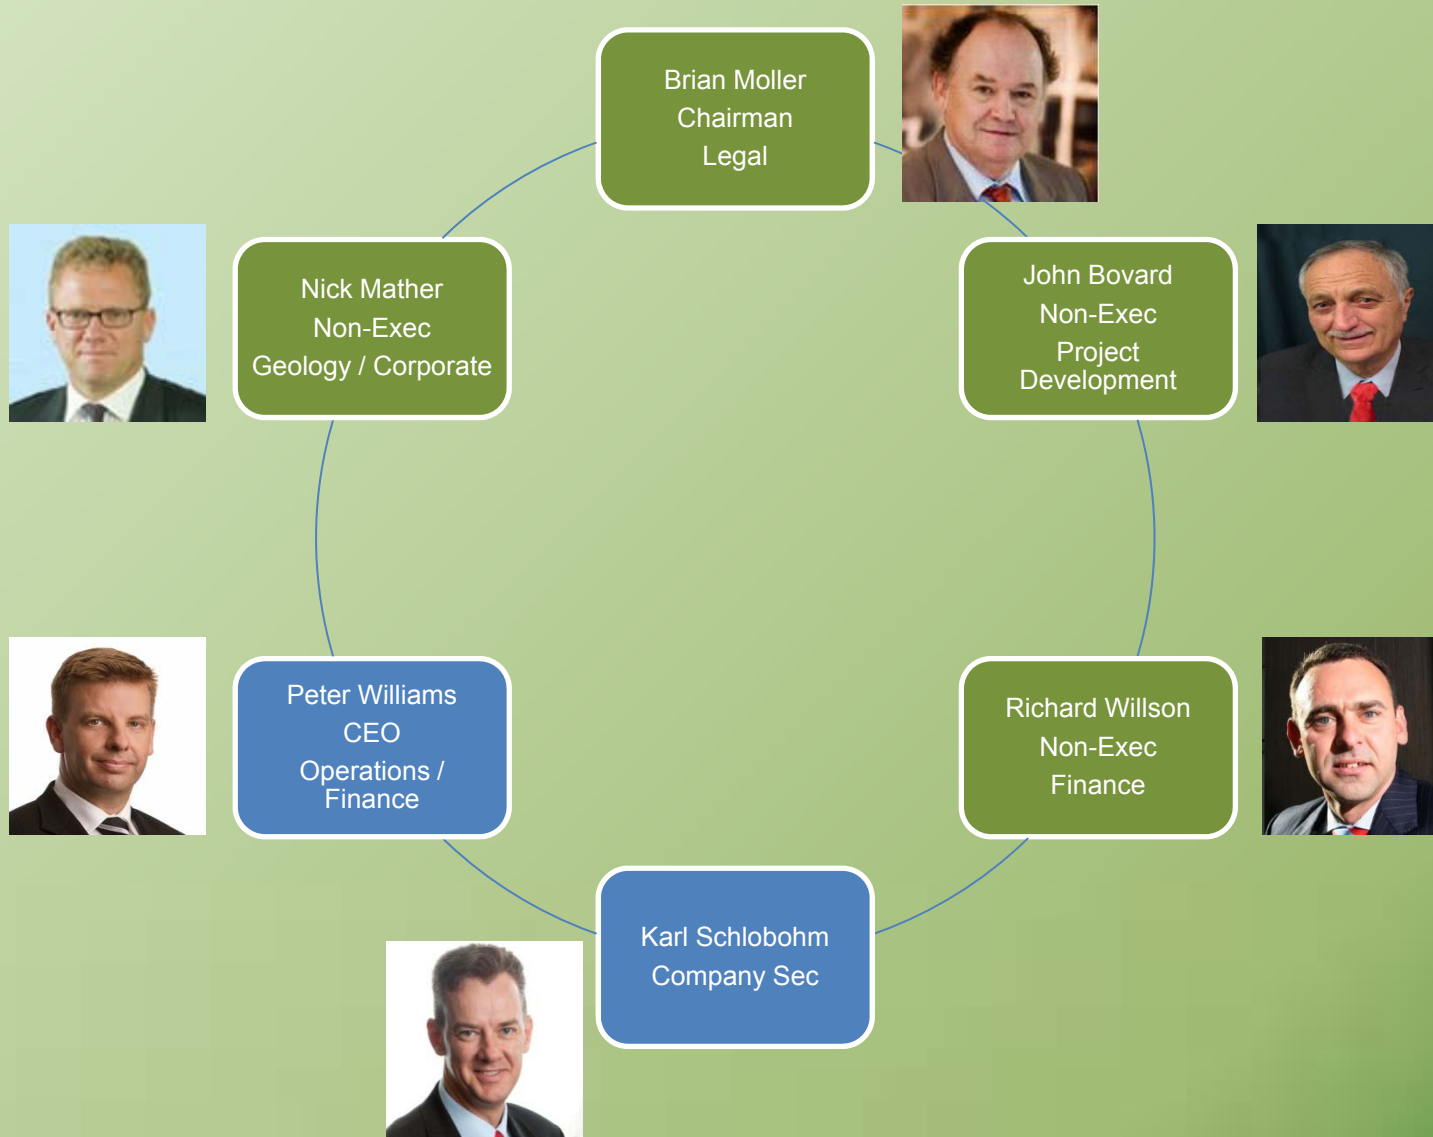 Brian Moller
Chairman
Legal
Nick Mather
Non-Exec
Geology / Corporate
John Bovard
Non-Exec
Project
Development
Peter Williams
CEO
Operations /
Finance
Richard Willson
Non-Exec
Finance
Karl Schlobohm
Company Sec